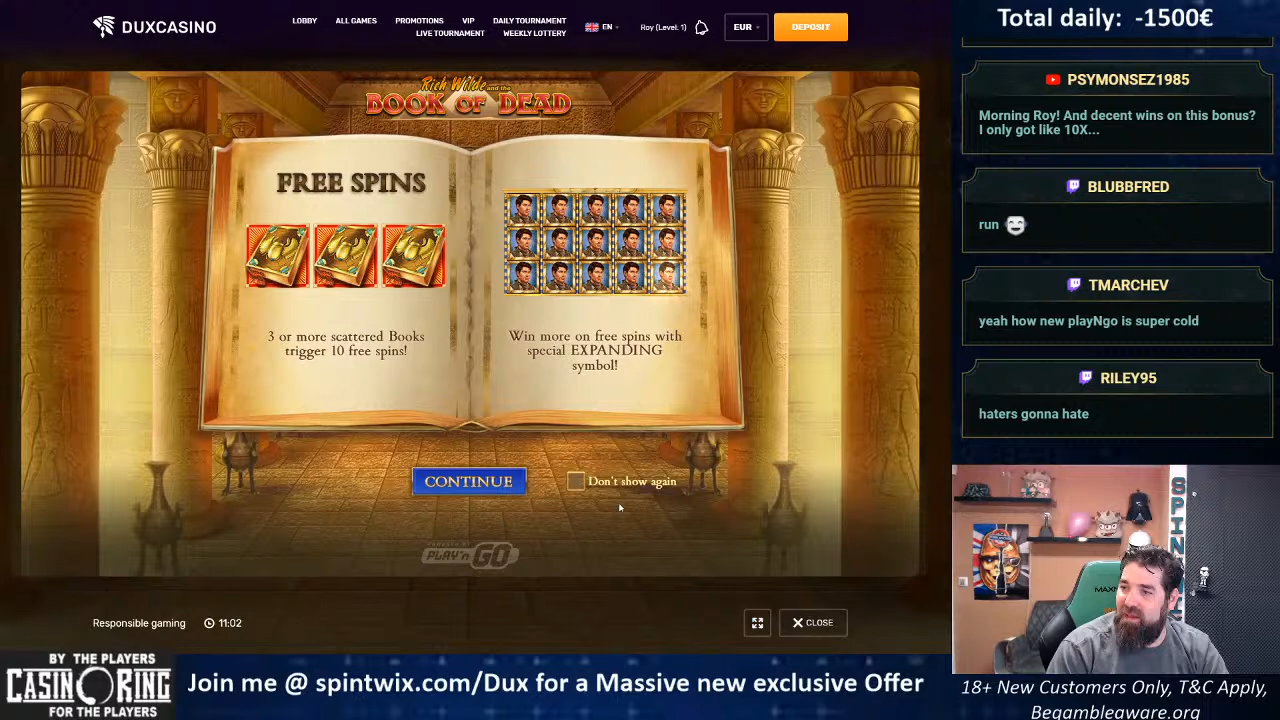 DUXCASINO
LOBBY
ALL GAMES
PROMOTIONS
VIP
DAILY TOURNAMENT
LIVE TOURNAMENT
WEEKLY LOTTERY
EN
Roy (Level: 1)
EUR
DEPOSIT
Rich Wilde and the
BOOK OF DEAD
FREE SPINS
3 or more scattered Books
trigger 10 free spins!
Win more on free spins with
special EXPANDING
symbol!
CONTINUE
Don't show again
PLAY'n GO
Responsible gaming
11:02
CLOSE
Total daily: -1500€
PSYMONSEZ1985
Morning Roy! And decent wins on this bonus?
I only got like 10X...
BLUBBFRED
run
TMARCHEV
yeah how new playNgo is super cold
RILEY95
haters gonna hate
SPIN
MAXN
BY THE PLAYERS
CASINO RING
FOR THE PLAYERS
Join me @ spintwix.com/Dux for a Massive new exclusive Offer
18+ New Customers Only, T&C Apply,
Begambleaware.org